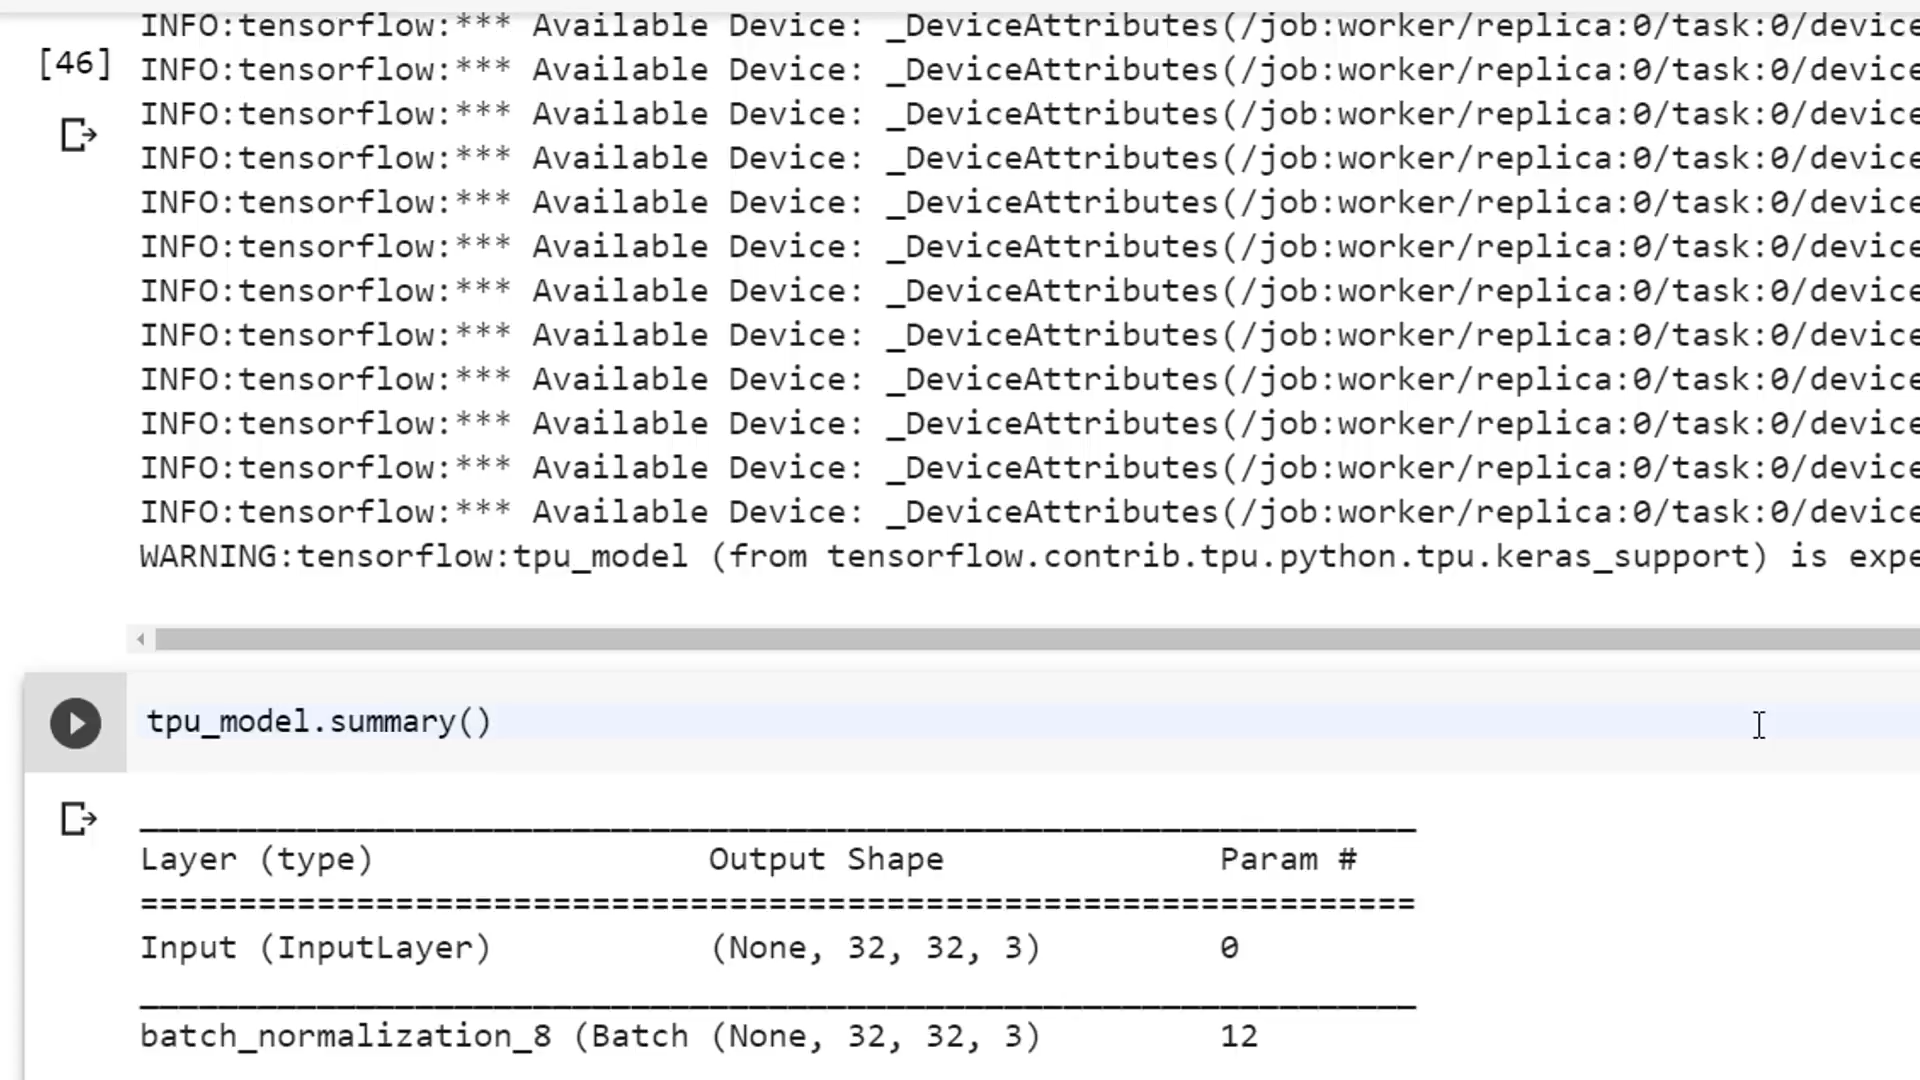 INFO:tensorflow:*** Available Device: _DeviceAttributes(/job:worker/replica:0/task:0/device
[46] INFO:tensorflow:*** Available Device: _DeviceAttributes(/job:worker/replica:0/task:0/device
INFO:tensorflow:*** Available Device: _DeviceAttributes(/job:worker/replica:0/task:0/device
INFO:tensorflow:*** Available Device: _DeviceAttributes(/job:worker/replica:0/task:0/device
INFO:tensorflow:*** Available Device: _DeviceAttributes(/job:worker/replica:0/task:0/device
INFO:tensorflow:*** Available Device: _DeviceAttributes(/job:worker/replica:0/task:0/device
INFO:tensorflow:*** Available Device: _DeviceAttributes(/job:worker/replica:0/task:0/device
INFO:tensorflow:*** Available Device: _DeviceAttributes(/job:worker/replica:0/task:0/device
INFO:tensorflow:*** Available Device: _DeviceAttributes(/job:worker/replica:0/task:0/device
INFO:tensorflow:*** Available Device: _DeviceAttributes(/job:worker/replica:0/task:0/device
INFO:tensorflow:*** Available Device: _DeviceAttributes(/job:worker/replica:0/task:0/device
INFO:tensorflow:*** Available Device: _DeviceAttributes(/job:worker/replica:0/task:0/device
WARNING:tensorflow:tpu_model (from tensorflow.contrib.tpu.python.tpu.keras_support) is expe
tpu_model.summary()
_________________________________________________________________
Layer (type) Output Shape Param #
=================================================================
Input (InputLayer) (None, 32, 32, 3) 0
_________________________________________________________________
batch_normalization_8 (Batch (None, 32, 32, 3) 12